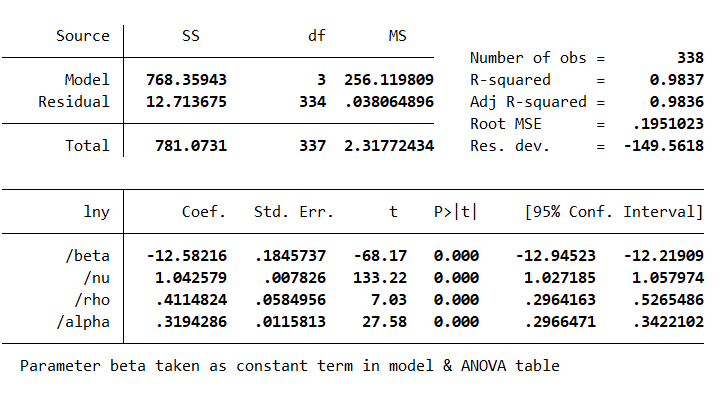 Source SS df MS
Number of obs = 338
Model 768.35943 3 256.119809 R-squared = 0.9837
Residual 12.713675 334 .038064896 Adj R-squared = 0.9836
Root MSE = .1951023
Total 781.0731 337 2.31772434 Res. dev. = -149.5618
lny Coef. Std. Err. t P>|t| [95% Conf. Interval]
/beta -12.58216 .1845737 -68.17 0.000 -12.94523 -12.21909
/nu 1.042579 .007826 133.22 0.000 1.027185 1.057974
/rho .4114824 .0584956 7.03 0.000 .2964163 .5265486
/alpha .3194286 .0115813 27.58 0.000 .2966471 .3422102
Parameter beta taken as constant term in model & ANOVA table